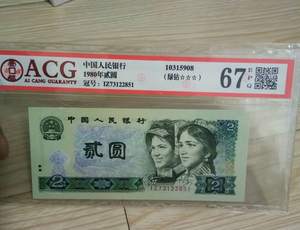 ACG
AI CANG GUARANTY
中国人民银行
1980年贰圆
冠号：IZ73122851
10315908
(绿钻☆☆☆)
67 EPQ
中国人民银行
贰圆
2
2
IZ73122851